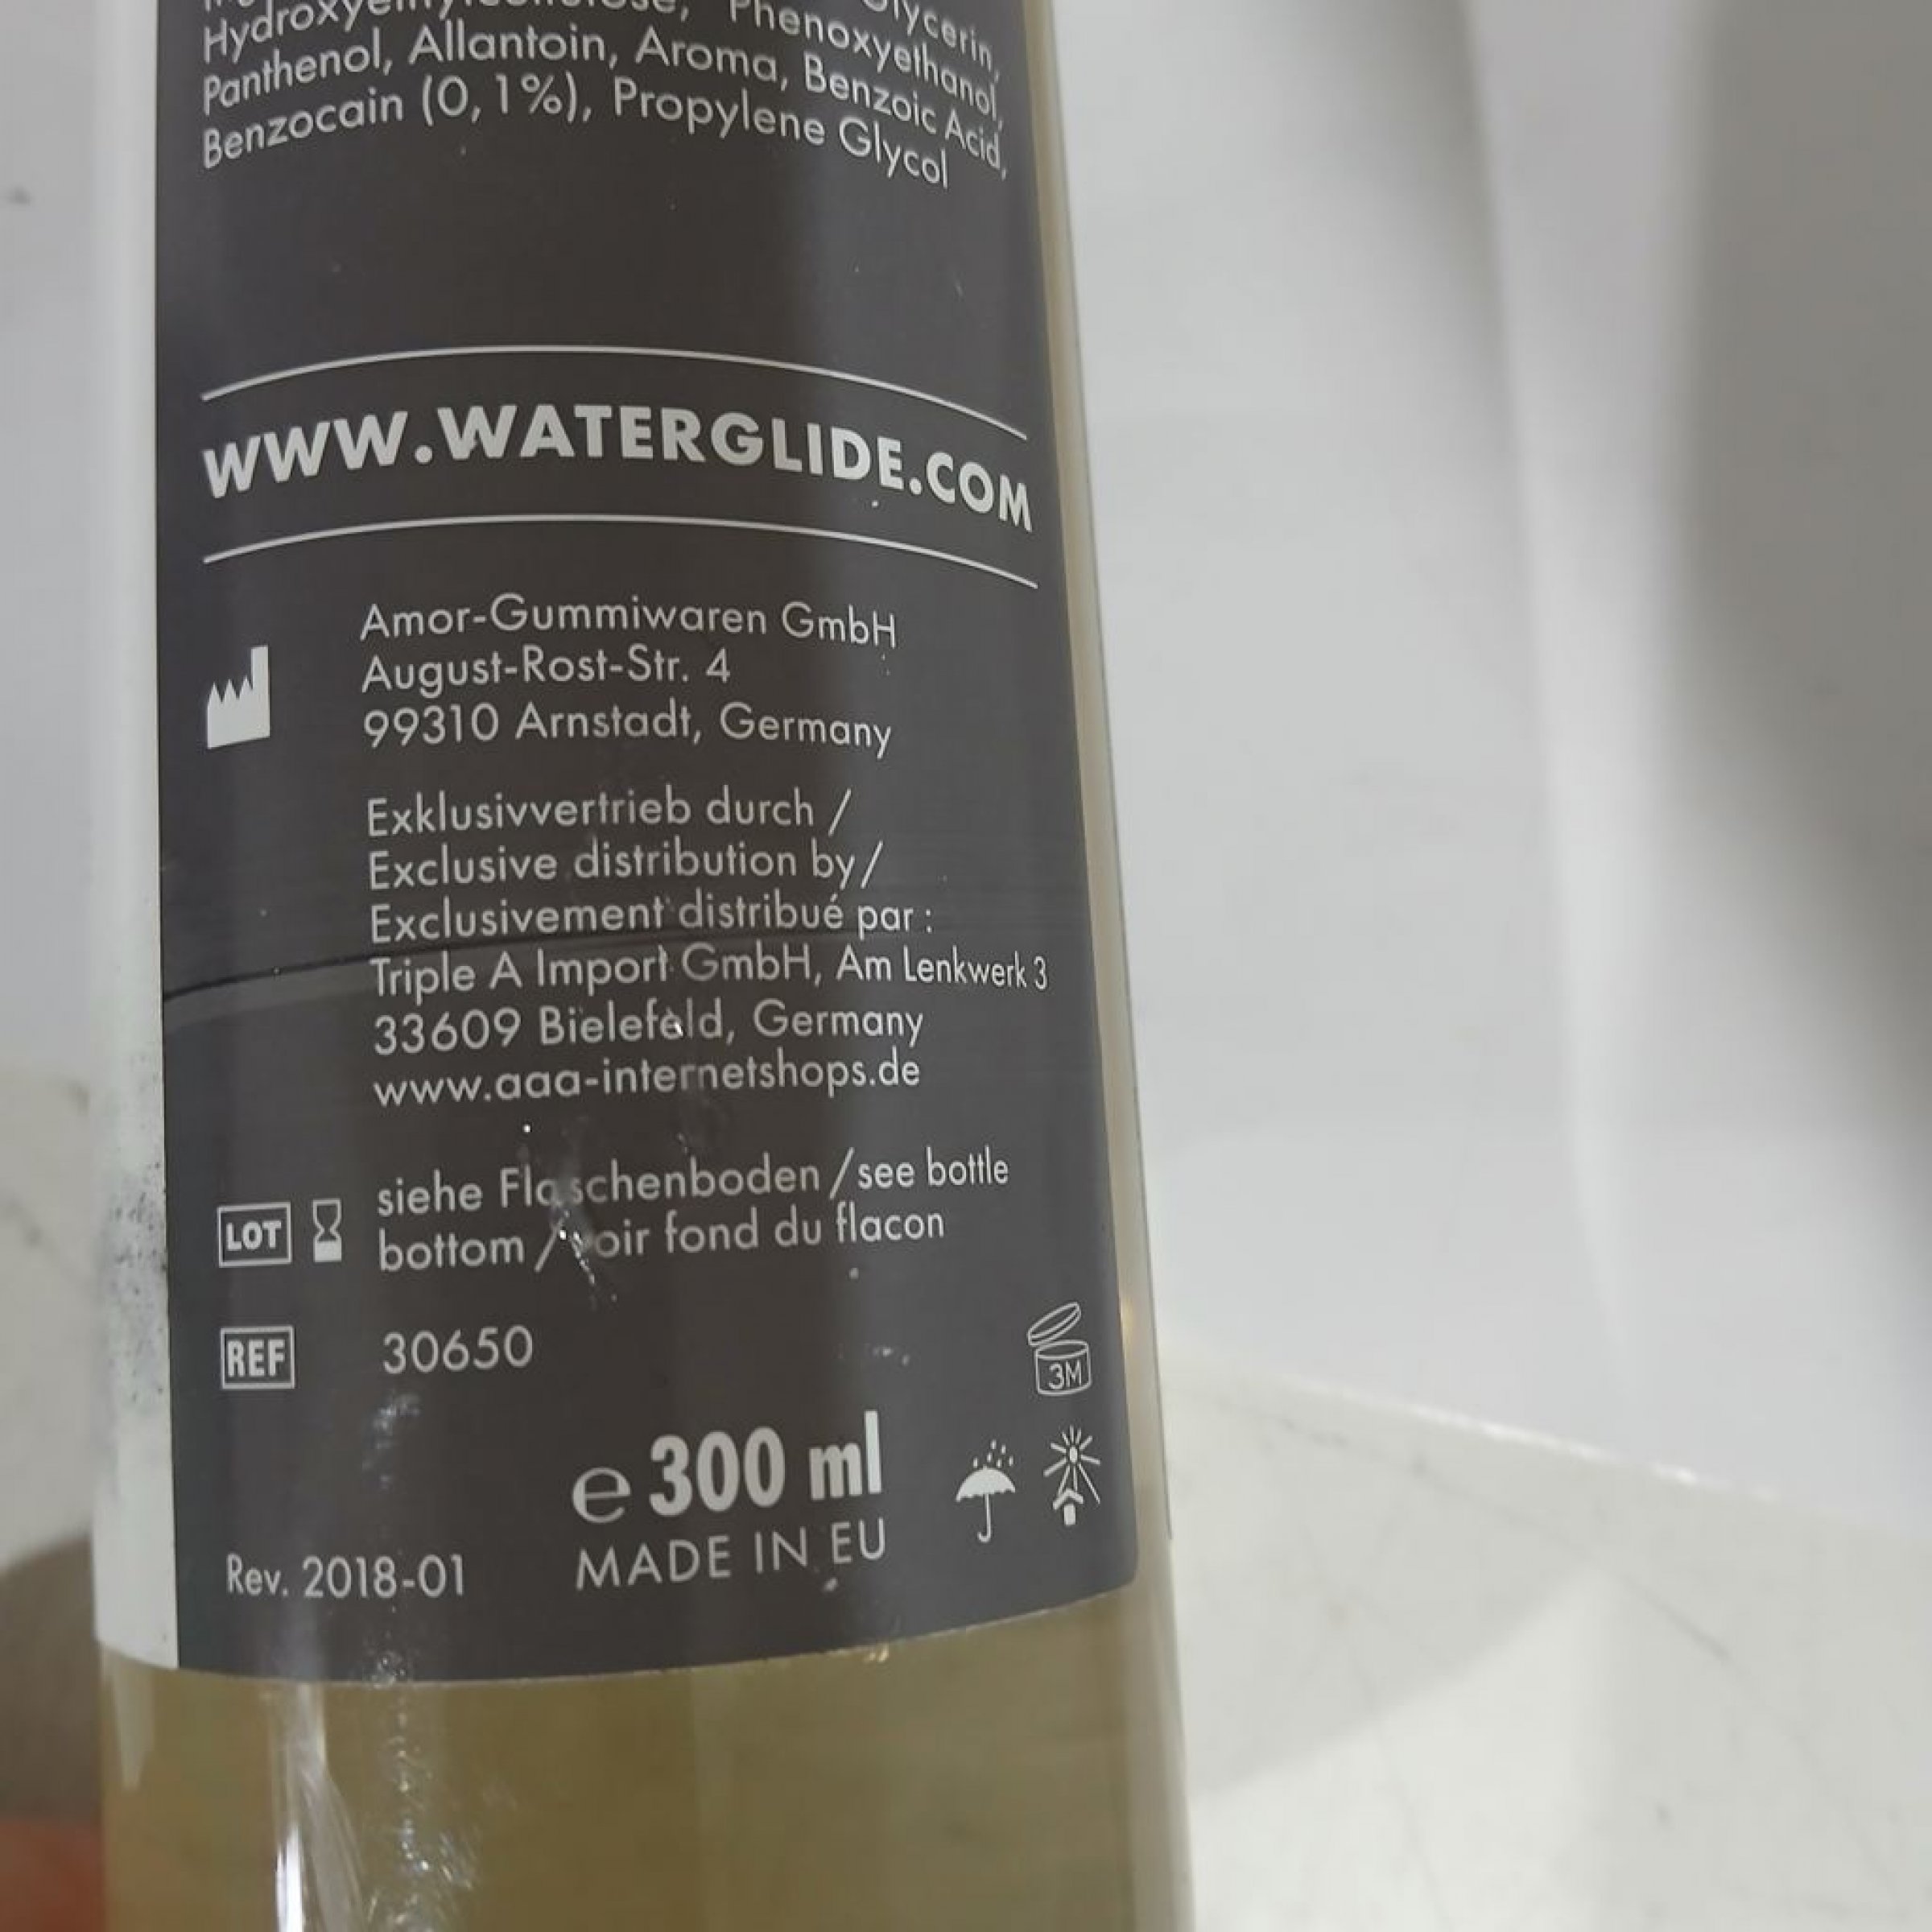 Glycerin,
Phenoxyethanol,
Panthenol, Allantoin, Aroma, Benzoic Acid,
Benzocain (0,1%), Propylene Glycol
WWW.WATERGLIDE.COM
Amor-Gummiwaren GmbH
August-Rost-Str. 4
99310 Arnstadt, Germany
Exklusivvertrieb durch /
Exclusive distribution by/
Exclusivement distribué par :
Triple A Import GmbH, Am Lenkwerk 3
33609 Bielefeld, Germany
www.aaa-internetshops.de
LOT siehe Flaschenboden / see bottle
bottom / voir fond du flacon
REF 30650
3M
e 300 ml
MADE IN EU
Rev. 2018-01